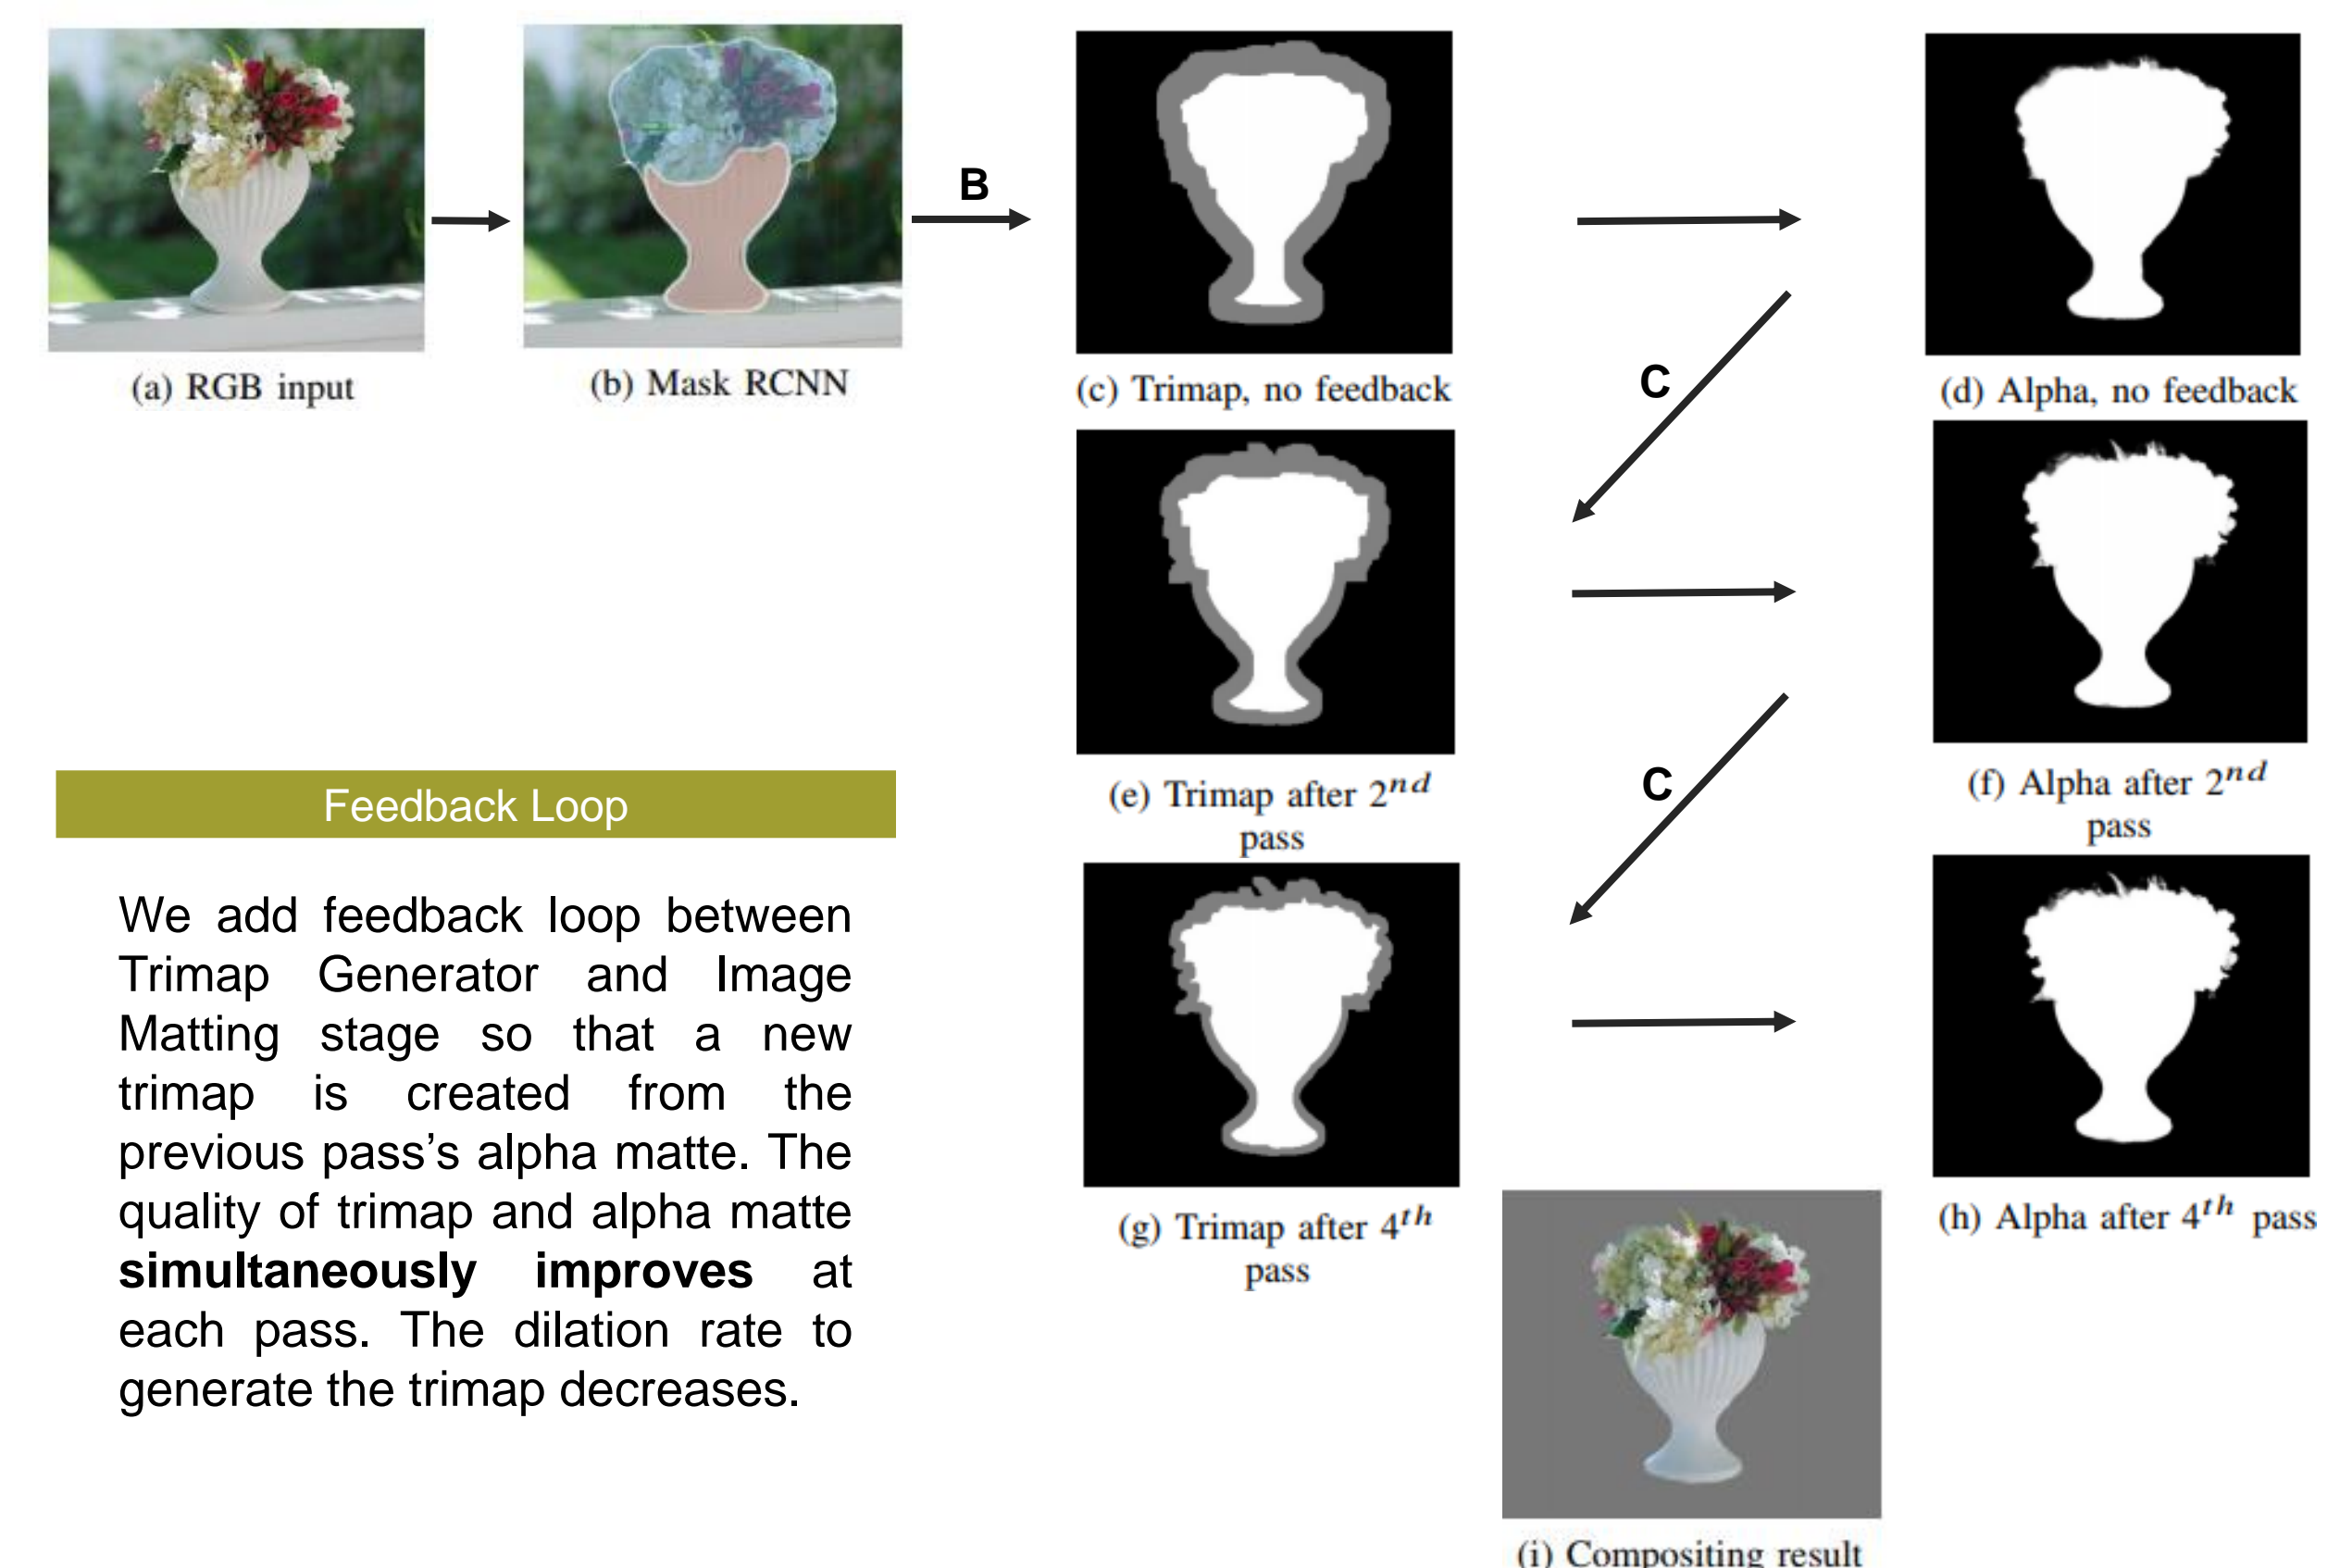 B
(a) RGB input
(b) Mask RCNN
(c) Trimap, no feedback
C
(d) Alpha, no feedback
(e) Trimap after 2nd
pass
C
(f) Alpha after 2nd
pass
Feedback Loop
We add feedback loop between
Trimap Generator and Image
Matting stage so that a new
trimap is created from the
previous pass’s alpha matte. The
quality of trimap and alpha matte
simultaneously improves at
each pass. The dilation rate to
generate the trimap decreases.
(g) Trimap after 4th
pass
(h) Alpha after 4th pass
(i) Compositing result